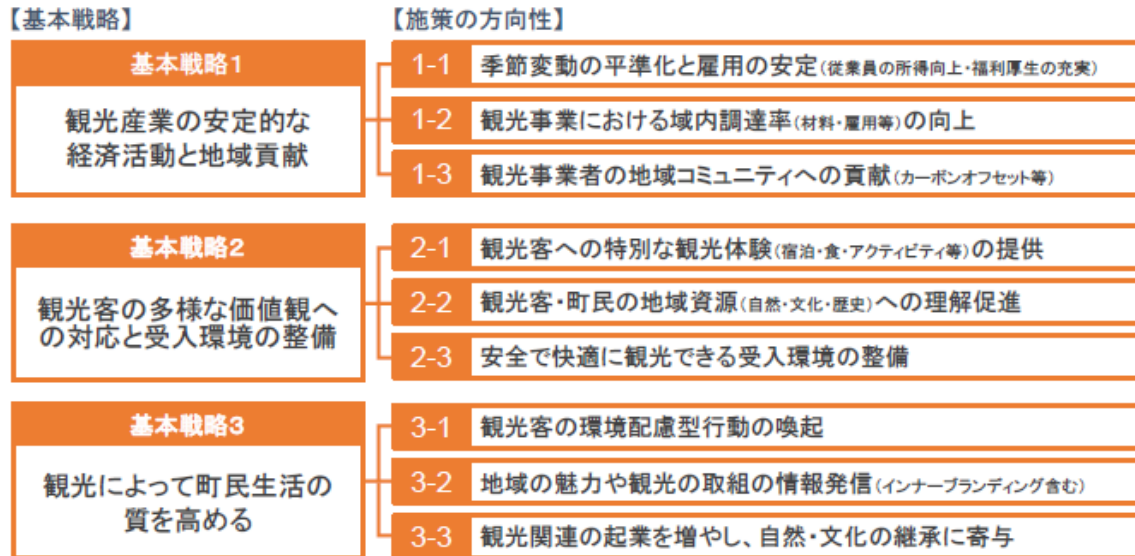 【基本戦略】
【施策の方向性】
基本戦略1
観光産業の安定的な
経済活動と地域貢献
1-1 季節変動の平準化と雇用の安定(従業員の所得向上・福利厚生の充実)
1-2 観光事業における域内調達率(材料・雇用等)の向上
1-3 観光事業者の地域コミュニティへの貢献(カーボンオフセット等)
基本戦略2
観光客の多様な価値観へ
の対応と受入環境の整備
2-1 観光客への特別な観光体験(宿泊・食・アクティビティ等)の提供
2-2 観光客・町民の地域資源(自然・文化・歴史)への理解促進
2-3 安全で快適に観光できる受入環境の整備
基本戦略3
観光によって町民生活の
質を高める
3-1 観光客の環境配慮型行動の喚起
3-2 地域の魅力や観光の取組の情報発信(インナーブランディング含む)
3-3 観光関連の起業を増やし、自然・文化の継承に寄与